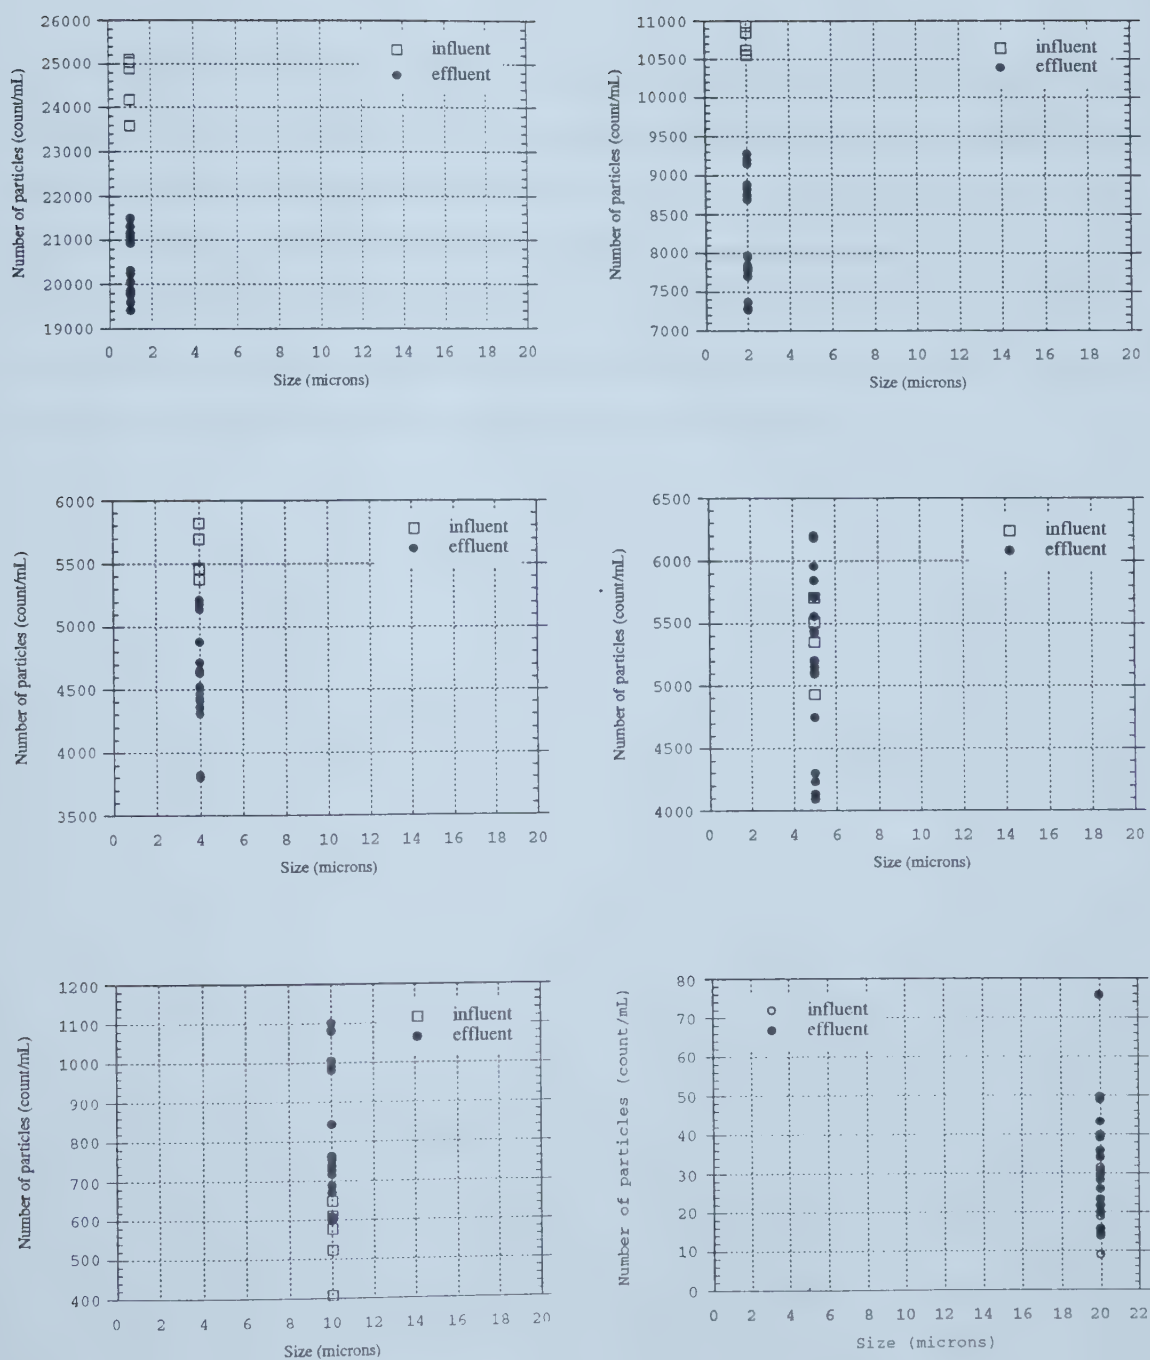 26000
25000
24000
23000
22000
21000
20000
19000
Number of particles (count/mL)
influent
effluent
0 2 4 6 8 10 12 14 16 18 20
Size (microns)
11000
10500
10000
9500
9000
8500
8000
7500
7000
Number of particles (count/mL)
influent
effluent
0 2 4 6 8 10 12 14 16 18 20
Size (microns)
6000
5500
5000
4500
4000
3500
Number of particles (count/mL)
influent
effluent
0 2 4 6 8 10 12 14 16 18 20
Size (microns)
6500
6000
5500
5000
4500
4000
Number of particles (count/mL)
influent
effluent
0 2 4 6 8 10 12 14 16 18 20
Size (microns)
1200
1100
1000
900
800
700
600
500
400
Number of particles (count/mL)
influent
effluent
0 2 4 6 8 10 12 14 16 18 20
Size (microns)
80
70
60
50
40
30
20
10
0
Number of particles (count/mL)
influent
effluent
0 2 4 6 8 10 12 14 16 18 20 22
Size (microns)